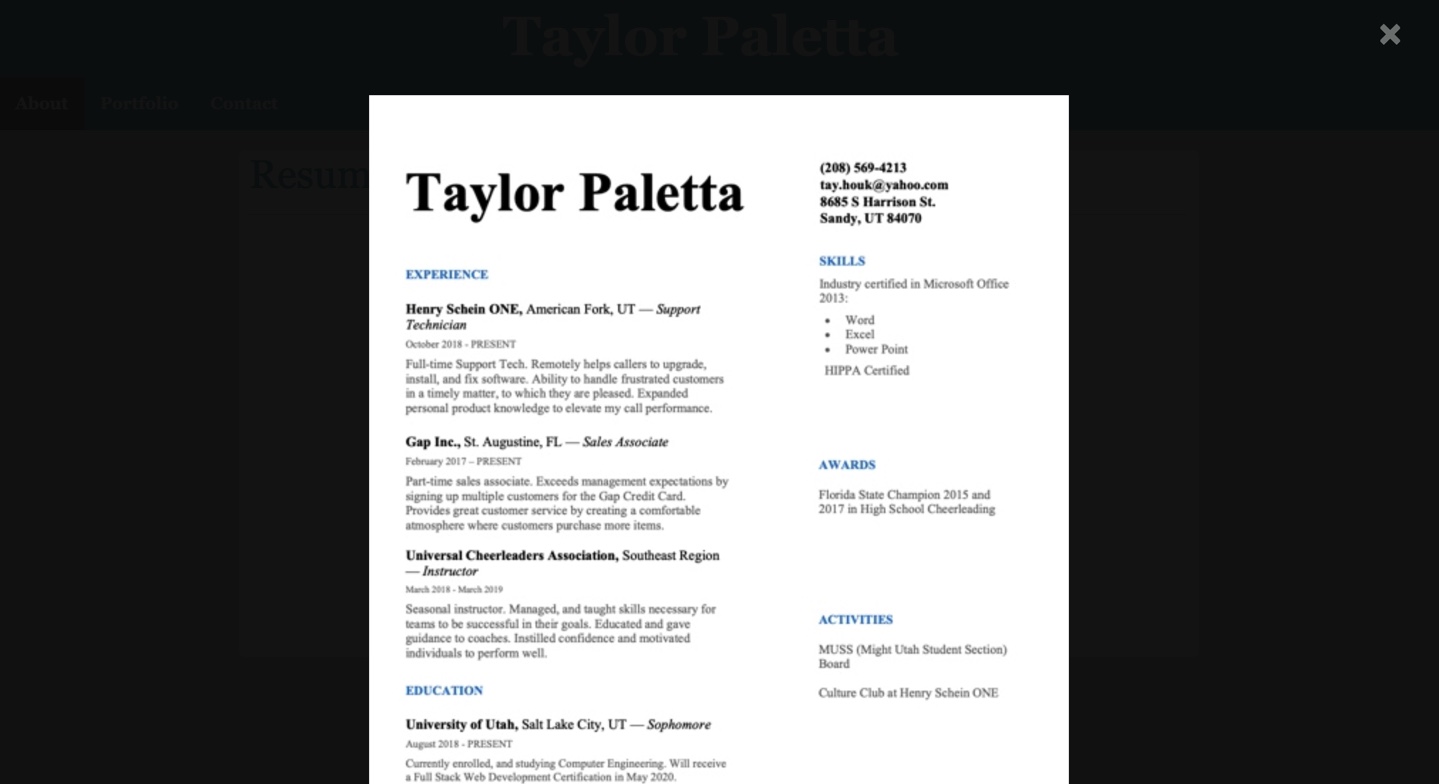 Taylor Paletta
About
Portfolio
Contact
Resum
Taylor Paletta
EXPERIENCE
Henry Schein ONE, American Fork, UT — Support
Technician
October 2018 - PRESENT
Full-time Support Tech. Remotely helps callers to upgrade,
install, and fix software. Ability to handle frustrated customers
in a timely matter, to which they are pleased. Expanded
personal product knowledge to elevate my call performance.
Gap Inc., St. Augustine, FL — Sales Associate
February 2017 – PRESENT
Part-time sales associate. Exceeds management expectations by
signing up multiple customers for the Gap Credit Card.
Provides great customer service by creating a comfortable
atmosphere where customers purchase more items.
Universal Cheerleaders Association, Southeast Region
— Instructor
March 2018 - March 2019
Seasonal instructor. Managed, and taught skills necessary for
teams to be successful in their goals. Educated and gave
guidance to coaches. Instilled confidence and motivated
individuals to perform well.
EDUCATION
University of Utah, Salt Lake City, UT — Sophomore
August 2018 - PRESENT
Currently enrolled, and studying Computer Engineering. Will receive
a Full Stack Web Development Certification in May 2020.
(208) 569-4213
tay.houk@yahoo.com
8685 S Harrison St.
Sandy, UT 84070
SKILLS
Industry certified in Microsoft Office
2013:
• Word
• Excel
• Power Point
HIPPA Certified
AWARDS
Florida State Champion 2015 and
2017 in High School Cheerleading
ACTIVITIES
MUSS (Might Utah Student Section)
Board
Culture Club at Henry Schein ONE